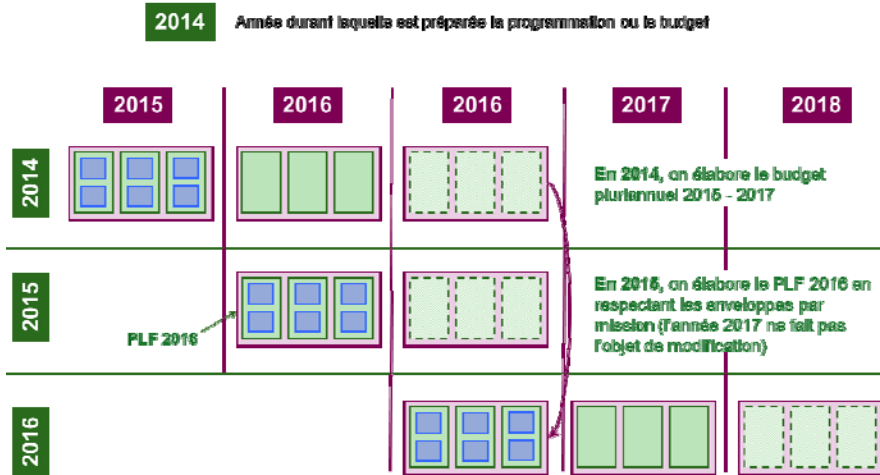 2014 Année durant laquelle est préparée la programmation ou le budget
2015 2016 2016 2017 2018
2014
En 2014, on élabore le budget
pluriannuel 2015 - 2017
2015
En 2015, on élabore le PLF 2016 en
respectant les enveloppes par
mission (l'année 2017 ne fait pas
l'objet de modification)
PLF 2016
2016